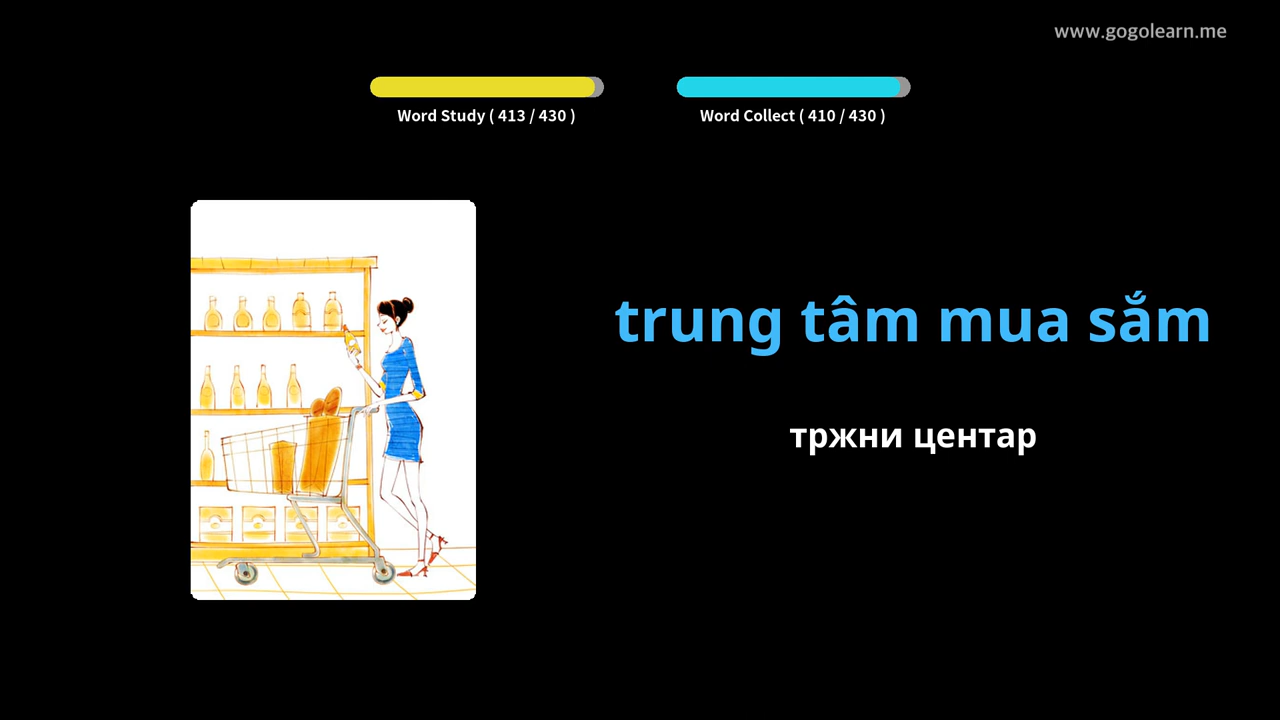 www.gogolearn.me
Word Study ( 413 / 430 )
Word Collect ( 410 / 430 )
trung tâm mua sắm
тржни центар